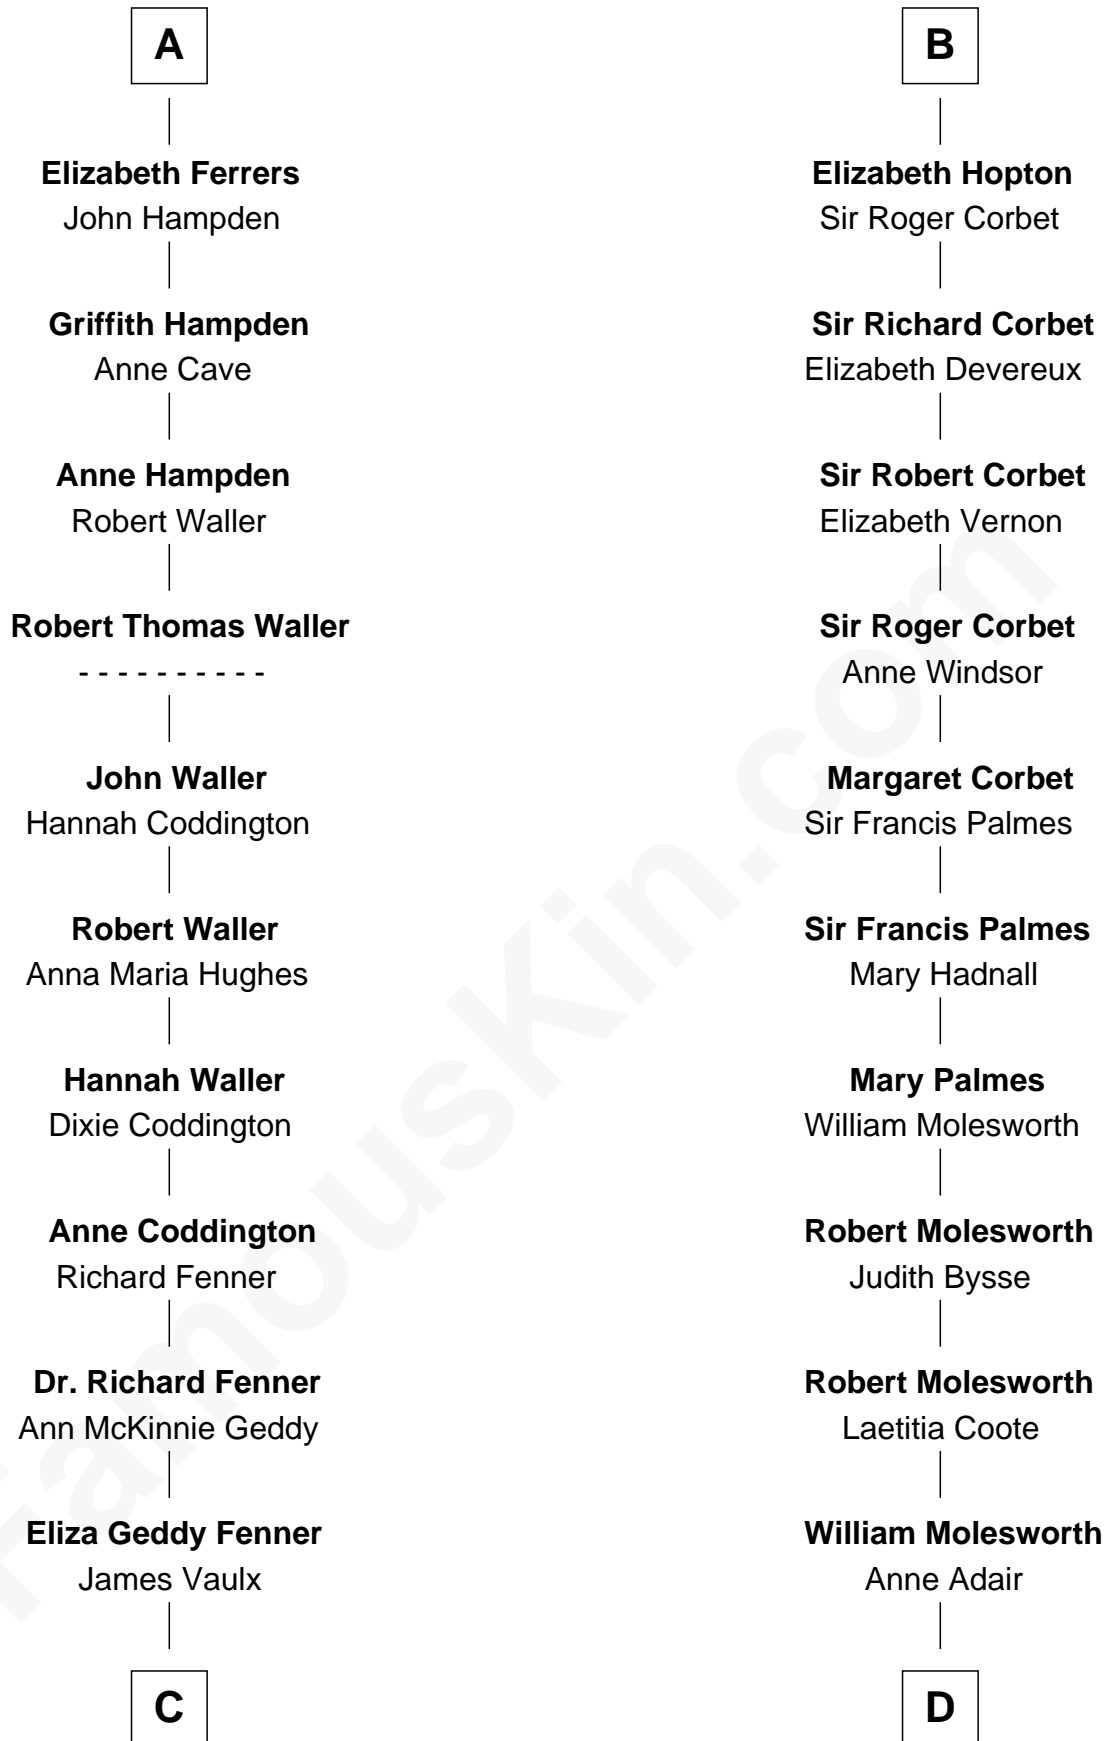 A
Elizabeth Ferrers
John Hampden
Griffith Hampden
Anne Cave
Anne Hampden
Robert Waller
Robert Thomas Waller
- - - - - - - - - -
John Waller
Hannah Coddington
Robert Waller
Anna Maria Hughes
Hannah Waller
Dixie Coddington
Anne Coddington
Richard Fenner
Dr. Richard Fenner
Ann McKinnie Geddy
Eliza Geddy Fenner
James Vaulx
C
B
Elizabeth Hopton
Sir Roger Corbet
Sir Richard Corbet
Elizabeth Devereux
Sir Robert Corbet
Elizabeth Vernon
Sir Roger Corbet
Anne Windsor
Margaret Corbet
Sir Francis Palmes
Sir Francis Palmes
Mary Hadnall
Mary Palmes
William Molesworth
Robert Molesworth
Judith Bysse
Robert Molesworth
Laetitia Coote
William Molesworth
Anne Adair
D
FamousKin.com